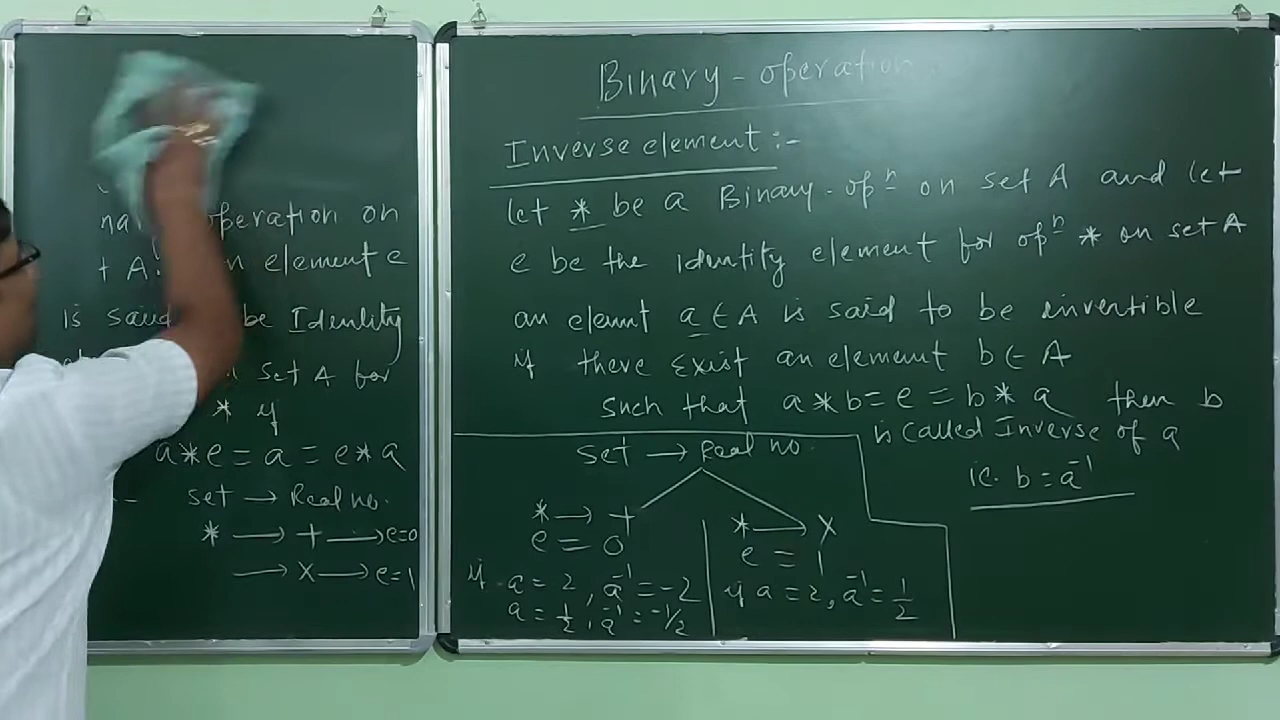 operation on
+ A. element e
is said be Identity
set A for
* if
a*e = a = e*a
set → Real no.
* → + → e=0
→ x → e=1
Binary - operation
Inverse element :-
let * be a Binary - opⁿ on set A and let
e be the identity element for opⁿ * on set A
an elemnt a ∈ A is said to be invertible
if there Exist an element b ∈ A
such that a*b = e = b*a then b
is called Inverse of a
i.e. b = a⁻¹
set → Real no.
* → +
e = 0
if a = 2, a⁻¹ = -2
a = 1/2, a⁻¹ = -1/2
* → x
e = 1
if a = 2, a⁻¹ = 1/2